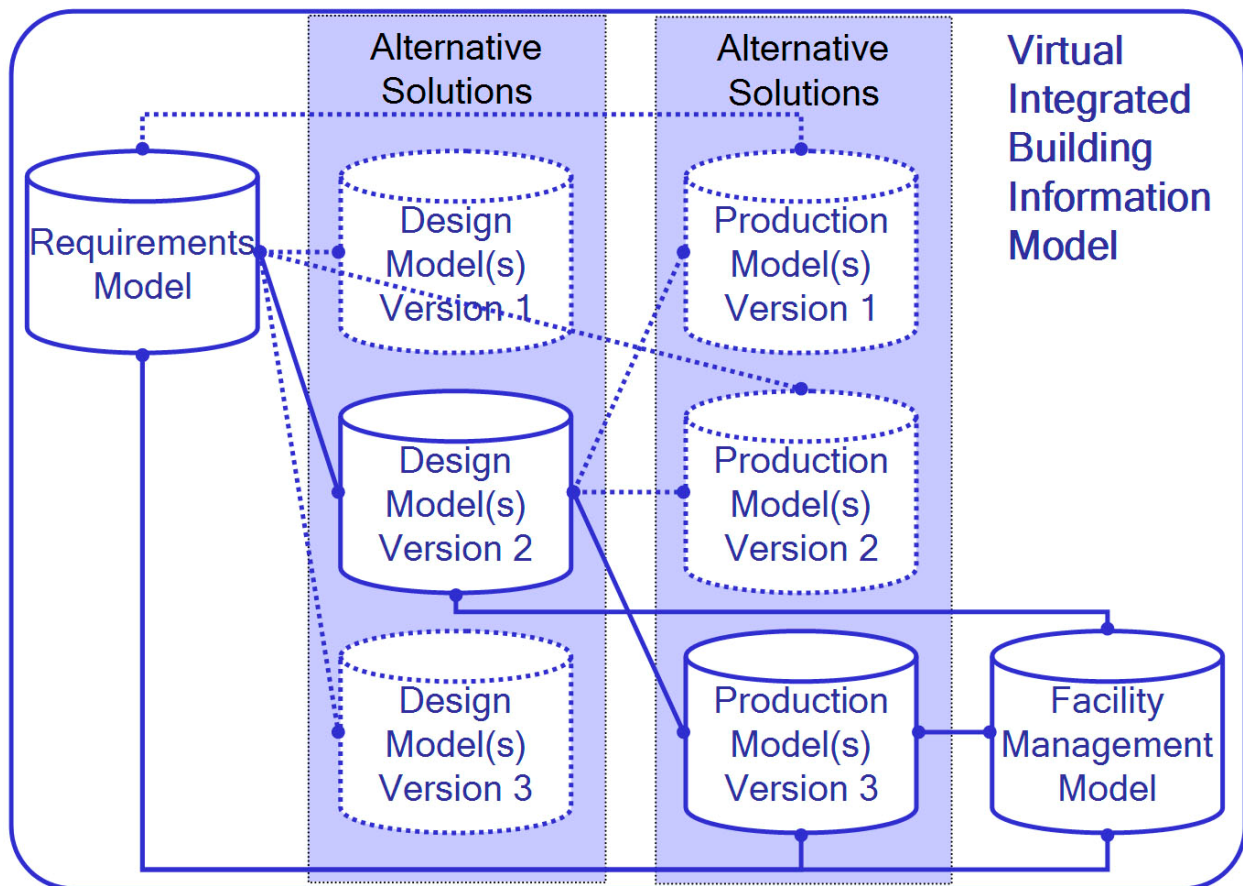 Alternative
Solutions
Alternative
Solutions
Virtual
Integrated
Building
Information
Model
Requirements
Model
Design
Model(s)
Version 1
Production
Model(s)
Version 1
Design
Model(s)
Version 2
Production
Model(s)
Version 2
Design
Model(s)
Version 3
Production
Model(s)
Version 3
Facility
Management
Model